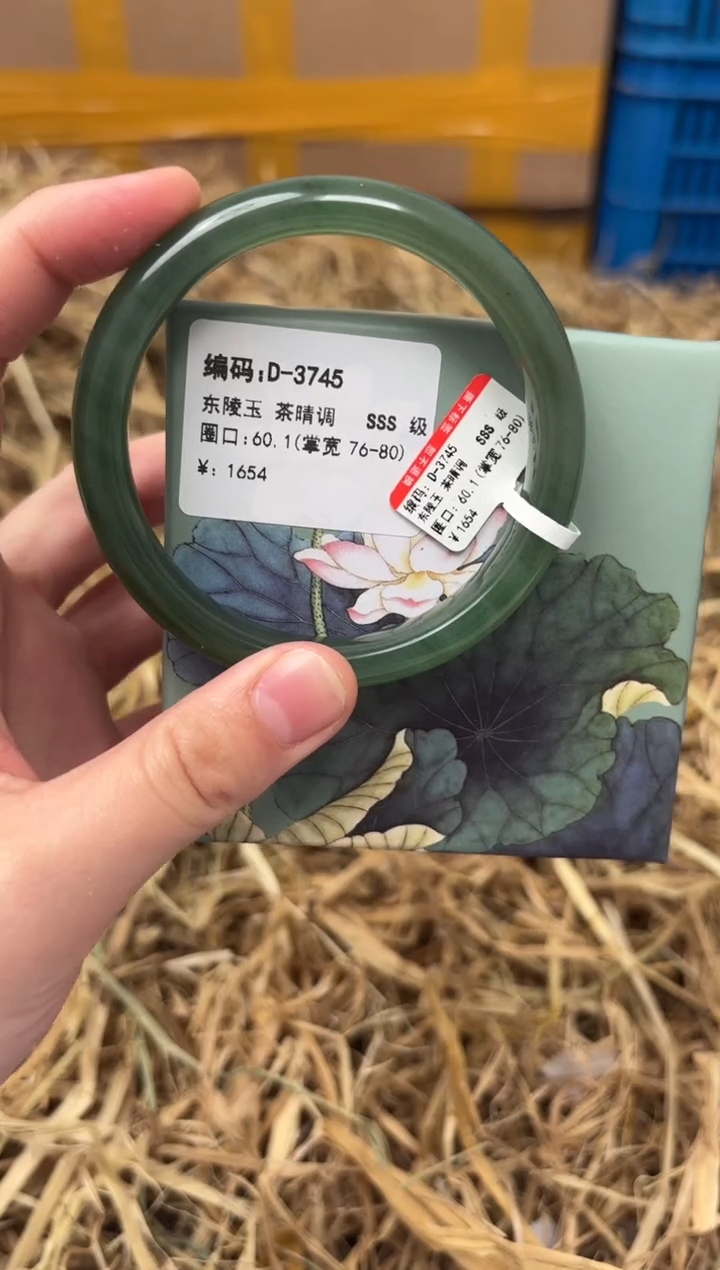 编码:D-3745
东陵玉 茶晴调 SSS 级
圈口:60.1(掌宽 76-80)
¥: 1654
编码: D-3745
东陵玉 茶晴调 SSS 级
圈口: 60.1(掌宽 76-80)
¥1654